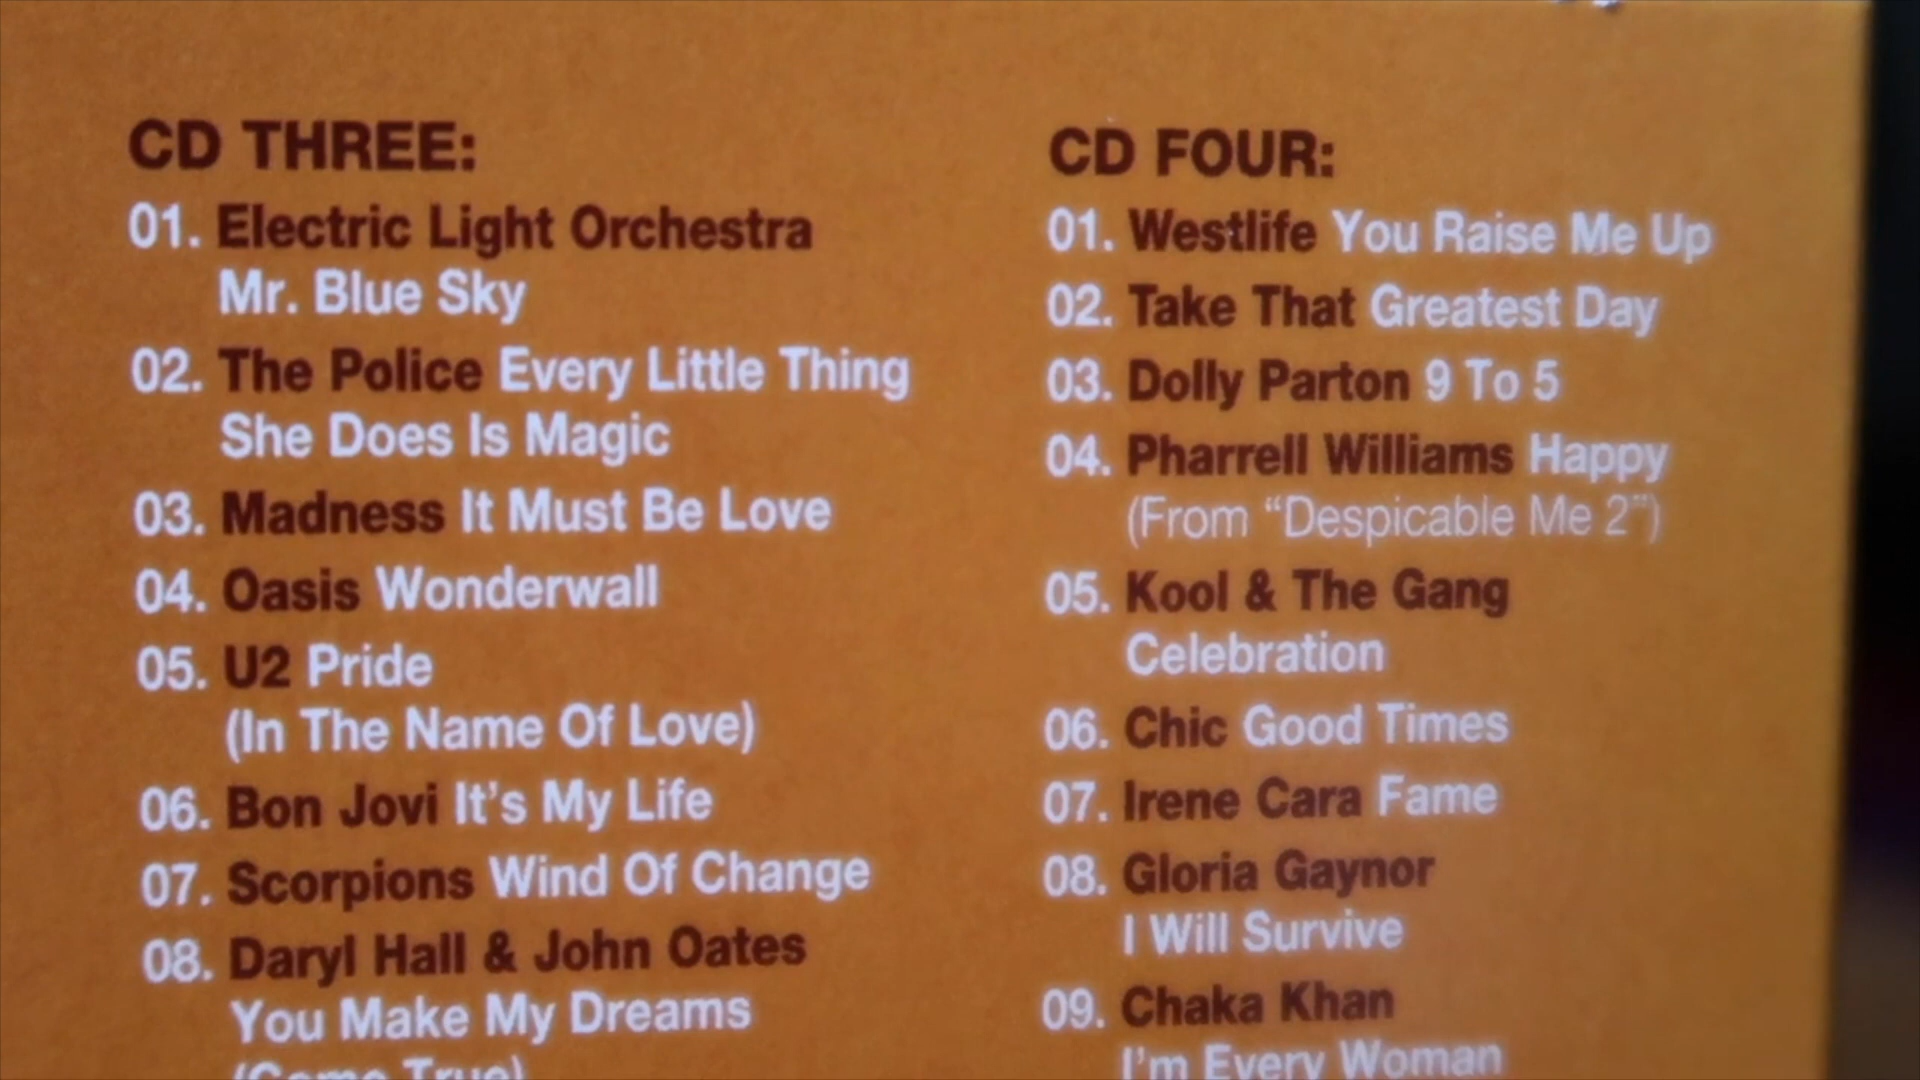 CD THREE:
01. Electric Light Orchestra
Mr. Blue Sky
02. The Police Every Little Thing
She Does Is Magic
03. Madness It Must Be Love
04. Oasis Wonderwall
05. U2 Pride
(In The Name Of Love)
06. Bon Jovi It's My Life
07. Scorpions Wind Of Change
08. Daryl Hall & John Oates
You Make My Dreams
(Come True)
CD FOUR:
01. Westlife You Raise Me Up
02. Take That Greatest Day
03. Dolly Parton 9 To 5
04. Pharrell Williams Happy
(From “Despicable Me 2”)
05. Kool & The Gang
Celebration
06. Chic Good Times
07. Irene Cara Fame
08. Gloria Gaynor
I Will Survive
09. Chaka Khan
I'm Every Woman